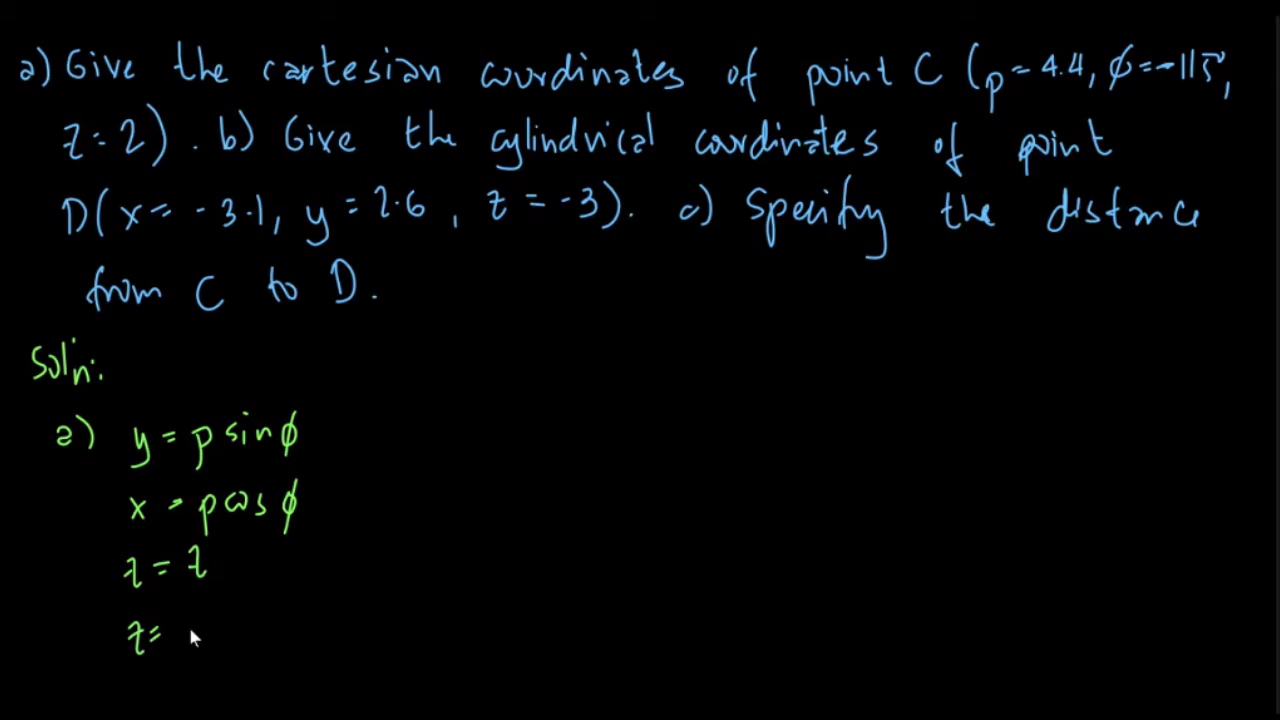 a) Give the cartesian coordinates of point C (ρ = 4.4, ϕ = -115°,
z = 2). b) Give the cylindrical coordinates of point
D(x = -3.1, y = 2.6, z = -3). c) Specify the distance
from C to D.
Sol'n:
a) y = ρ sin ϕ
x = ρ cos ϕ
z = z
z =